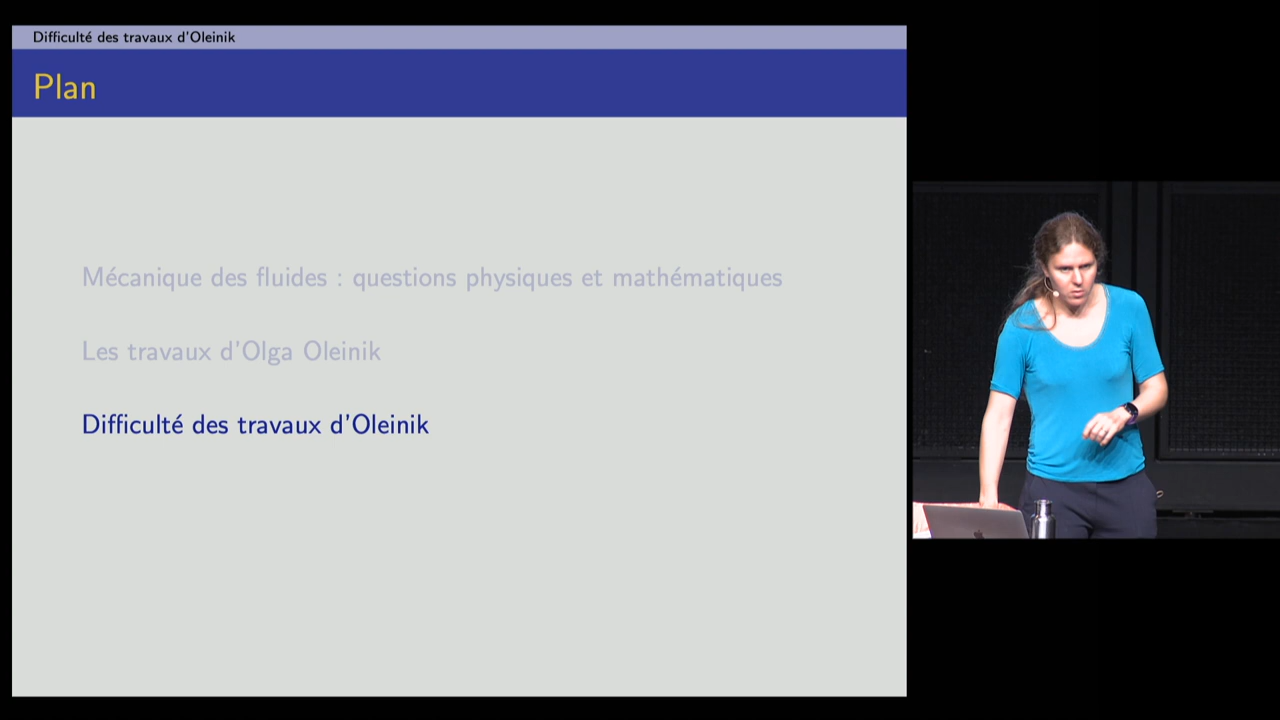 Difficulté des travaux d'Oleinik
Plan
Mécanique des fluides : questions physiques et mathématiques
Les travaux d'Olga Oleinik
Difficulté des travaux d'Oleinik